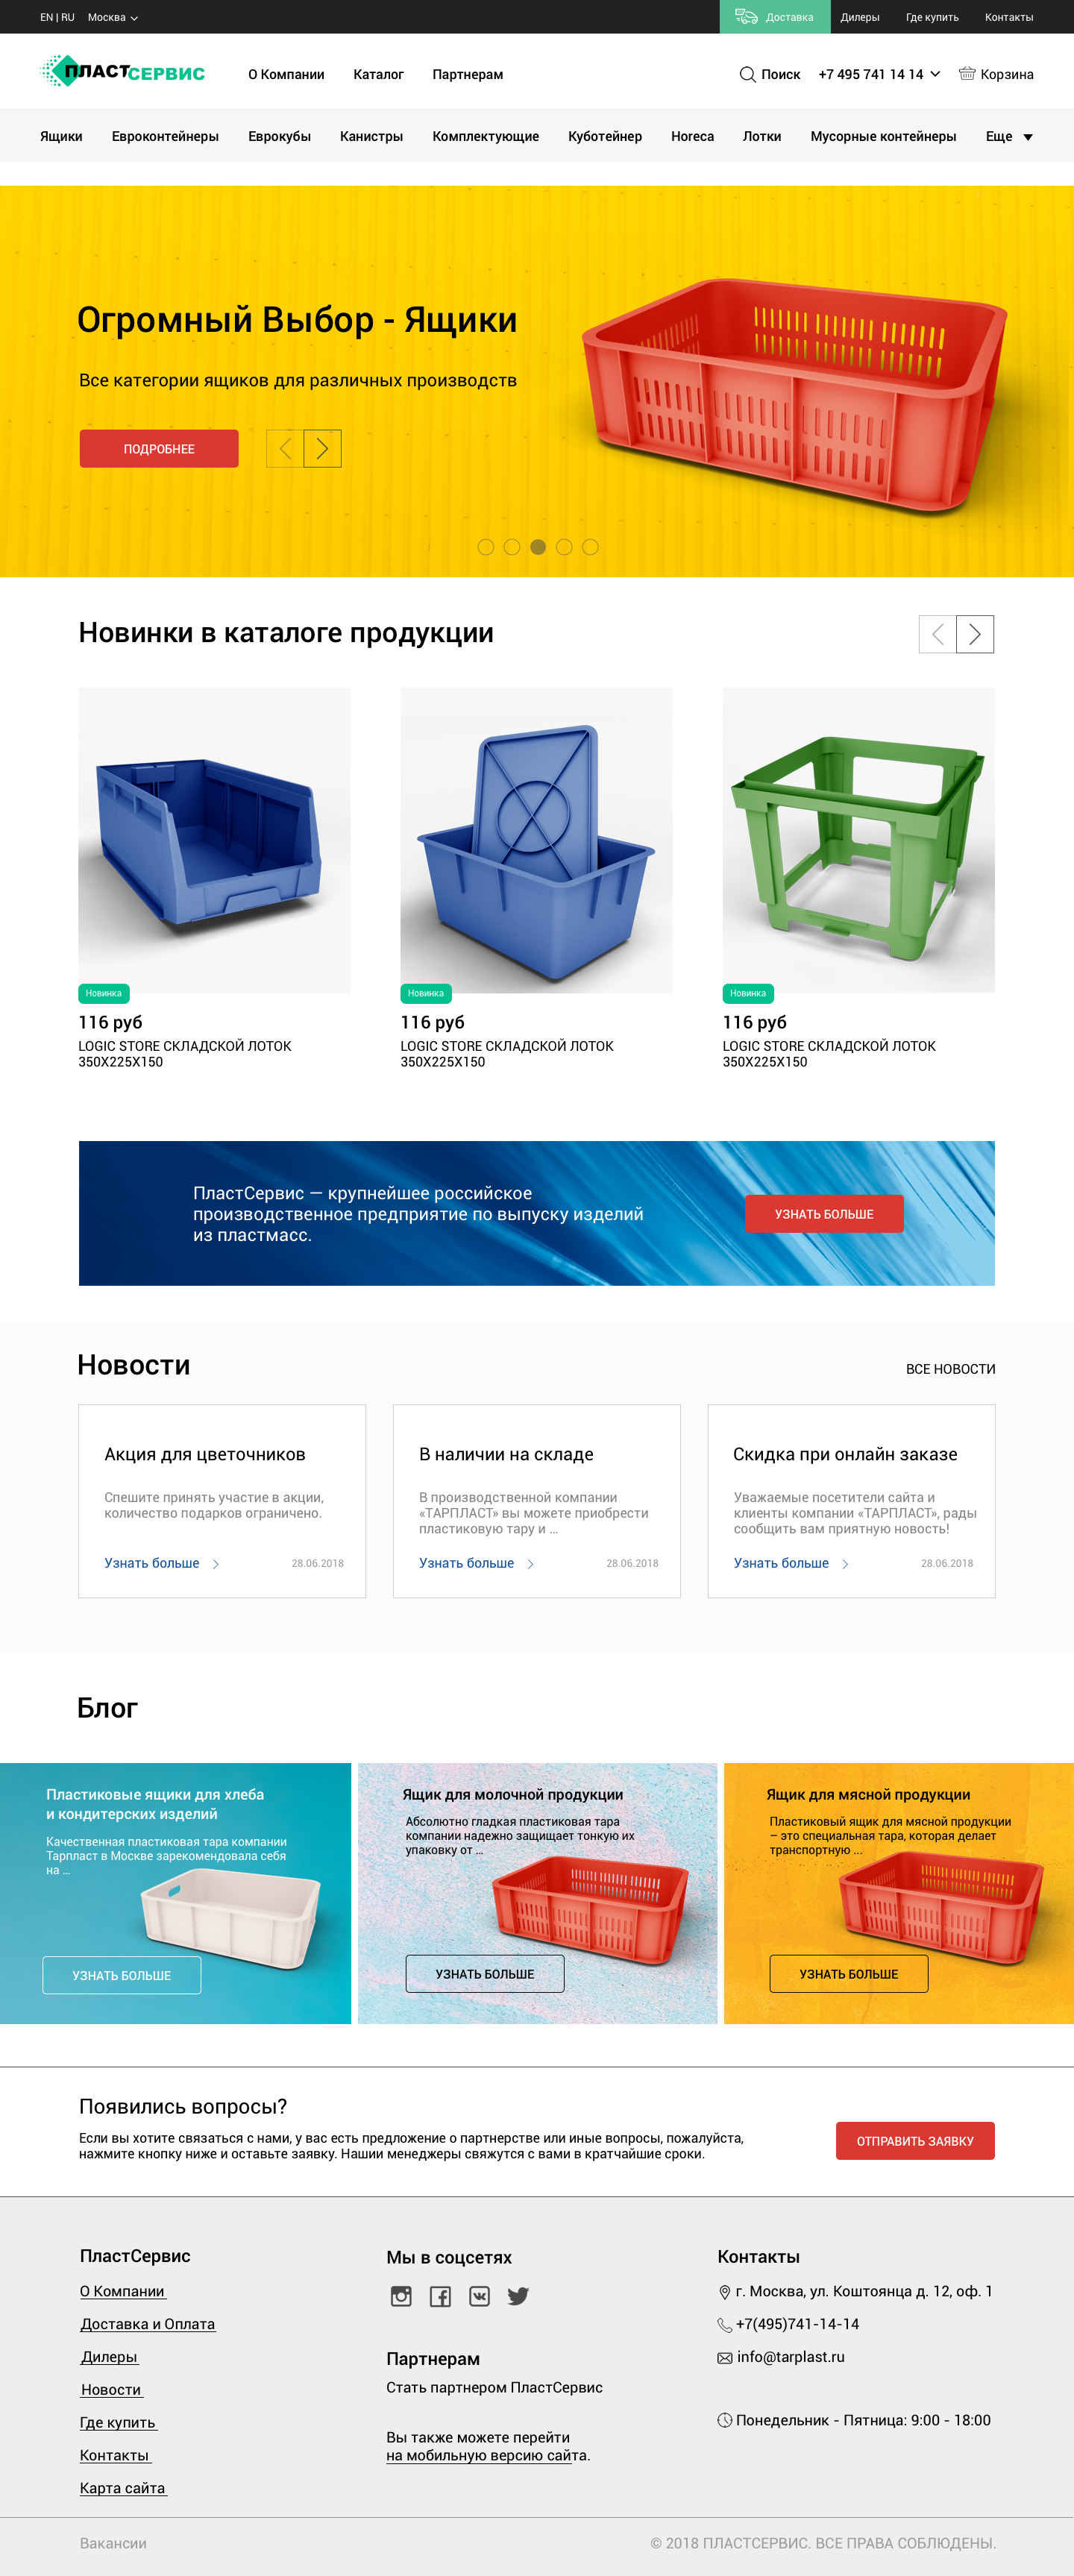 EN | RU Москва Доставка Дилеры Где купить Контакты
ПЛАСТСЕРВИС О Компании Каталог Партнерам Поиск +7 495 741 14 14 Корзина
Ящики Евроконтейнеры Еврокубы Канистры Комплектующие Куботейнер Horeca Лотки Мусорные контейнеры Еще
Огромный Выбор - Ящики
Все категории ящиков для различных производств
ПОДРОБНЕЕ
Новинки в каталоге продукции
Новинка Новинка Новинка
116 руб 116 руб 116 руб
LOGIC STORE СКЛАДСКОЙ ЛОТОК LOGIC STORE СКЛАДСКОЙ ЛОТОК LOGIC STORE СКЛАДСКОЙ ЛОТОК
350X225X150 350X225X150 350X225X150
ПластСервис — крупнейшее российское
производственное предприятие по выпуску изделий
из пластмасс.
УЗНАТЬ БОЛЬШЕ
Новости ВСЕ НОВОСТИ
Акция для цветочников
Спешите принять участие в акции,
количество подарков ограничено.
Узнать больше 28.06.2018
В наличии на складе
В производственной компании
«ТАРПЛАСТ» вы можете приобрести
пластиковую тару и ...
Узнать больше 28.06.2018
Скидка при онлайн заказе
Уважаемые посетители сайта и
клиенты компании «ТАРПЛАСТ», рады
сообщить вам приятную новость!
Узнать больше 28.06.2018
Блог
Пластиковые ящики для хлеба
и кондитерских изделий
Качественная пластиковая тара компании
Тарпласт в Москве зарекомендовала себя
на ...
УЗНАТЬ БОЛЬШЕ
Ящик для молочной продукции
Абсолютно гладкая пластиковая тара
компании надежно защищает тонкую их
упаковку от ...
УЗНАТЬ БОЛЬШЕ
Ящик для мясной продукции
Пластиковый ящик для мясной продукции
– это специальная тара, которая делает
транспортную ...
УЗНАТЬ БОЛЬШЕ
Появились вопросы?
Если вы хотите связаться с нами, у вас есть предложение о партнерстве или иные вопросы, пожалуйста,
нажмите кнопку ниже и оставьте заявку. Нашии менеджеры свяжутся с вами в кратчайшие сроки.
ОТПРАВИТЬ ЗАЯВКУ
ПластСервис
О Компании
Доставка и Оплата
Дилеры
Новости
Где купить
Контакты
Карта сайта
Мы в соцсетях
Партнерам
Стать партнером ПластСервис
Вы также можете перейти
на мобильную версию сайта.
Контакты
г. Москва, ул. Коштоянца д. 12, оф. 1
+7(495)741-14-14
info@tarplast.ru
Понедельник - Пятница: 9:00 - 18:00
Вакансии © 2018 ПЛАСТСЕРВИС. ВСЕ ПРАВА СОБЛЮДЕНЫ.